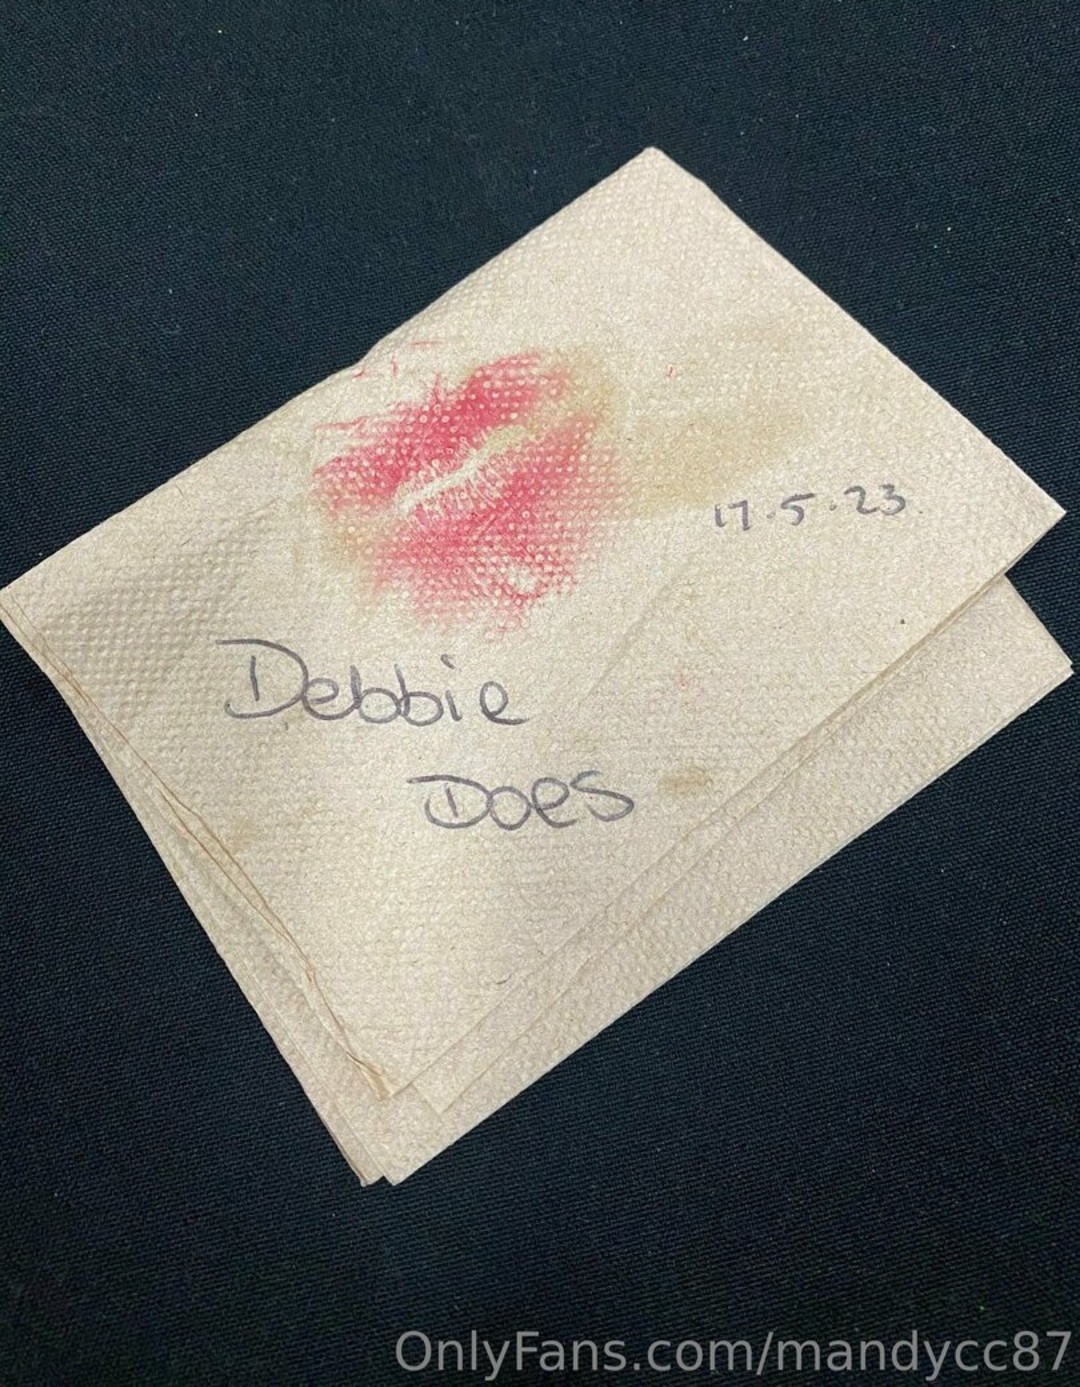 17.5.23.
Debbie
Does
OnlyFans.com/mandycc87